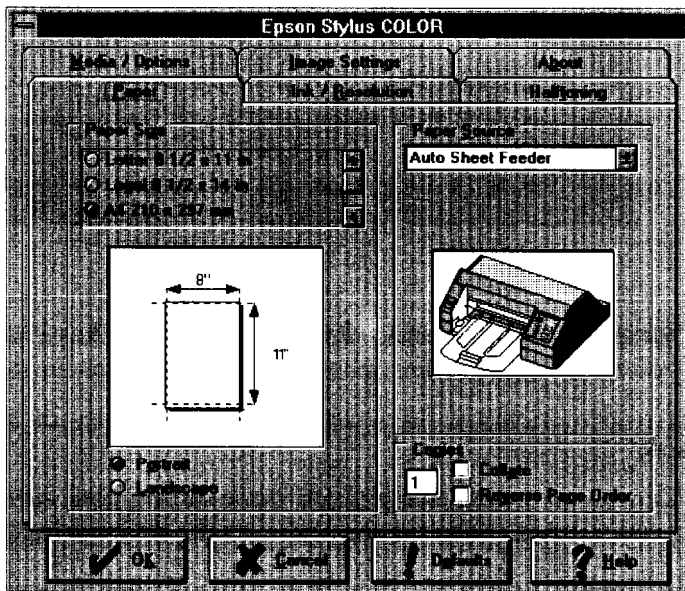 Epson Stylus COLOR
Media / Options Image Settings About
Paper Ink / Resolution Halftoning
Paper Size
Letter 8 1/2 x 11 in
Legal 8 1/2 x 14 in
A4 210 x 297 mm
8"
11"
Portrait
Landscape
Paper Source
Auto Sheet Feeder
Copies
1
Collate
Reverse Page Order
OK Cancel Defaults Help